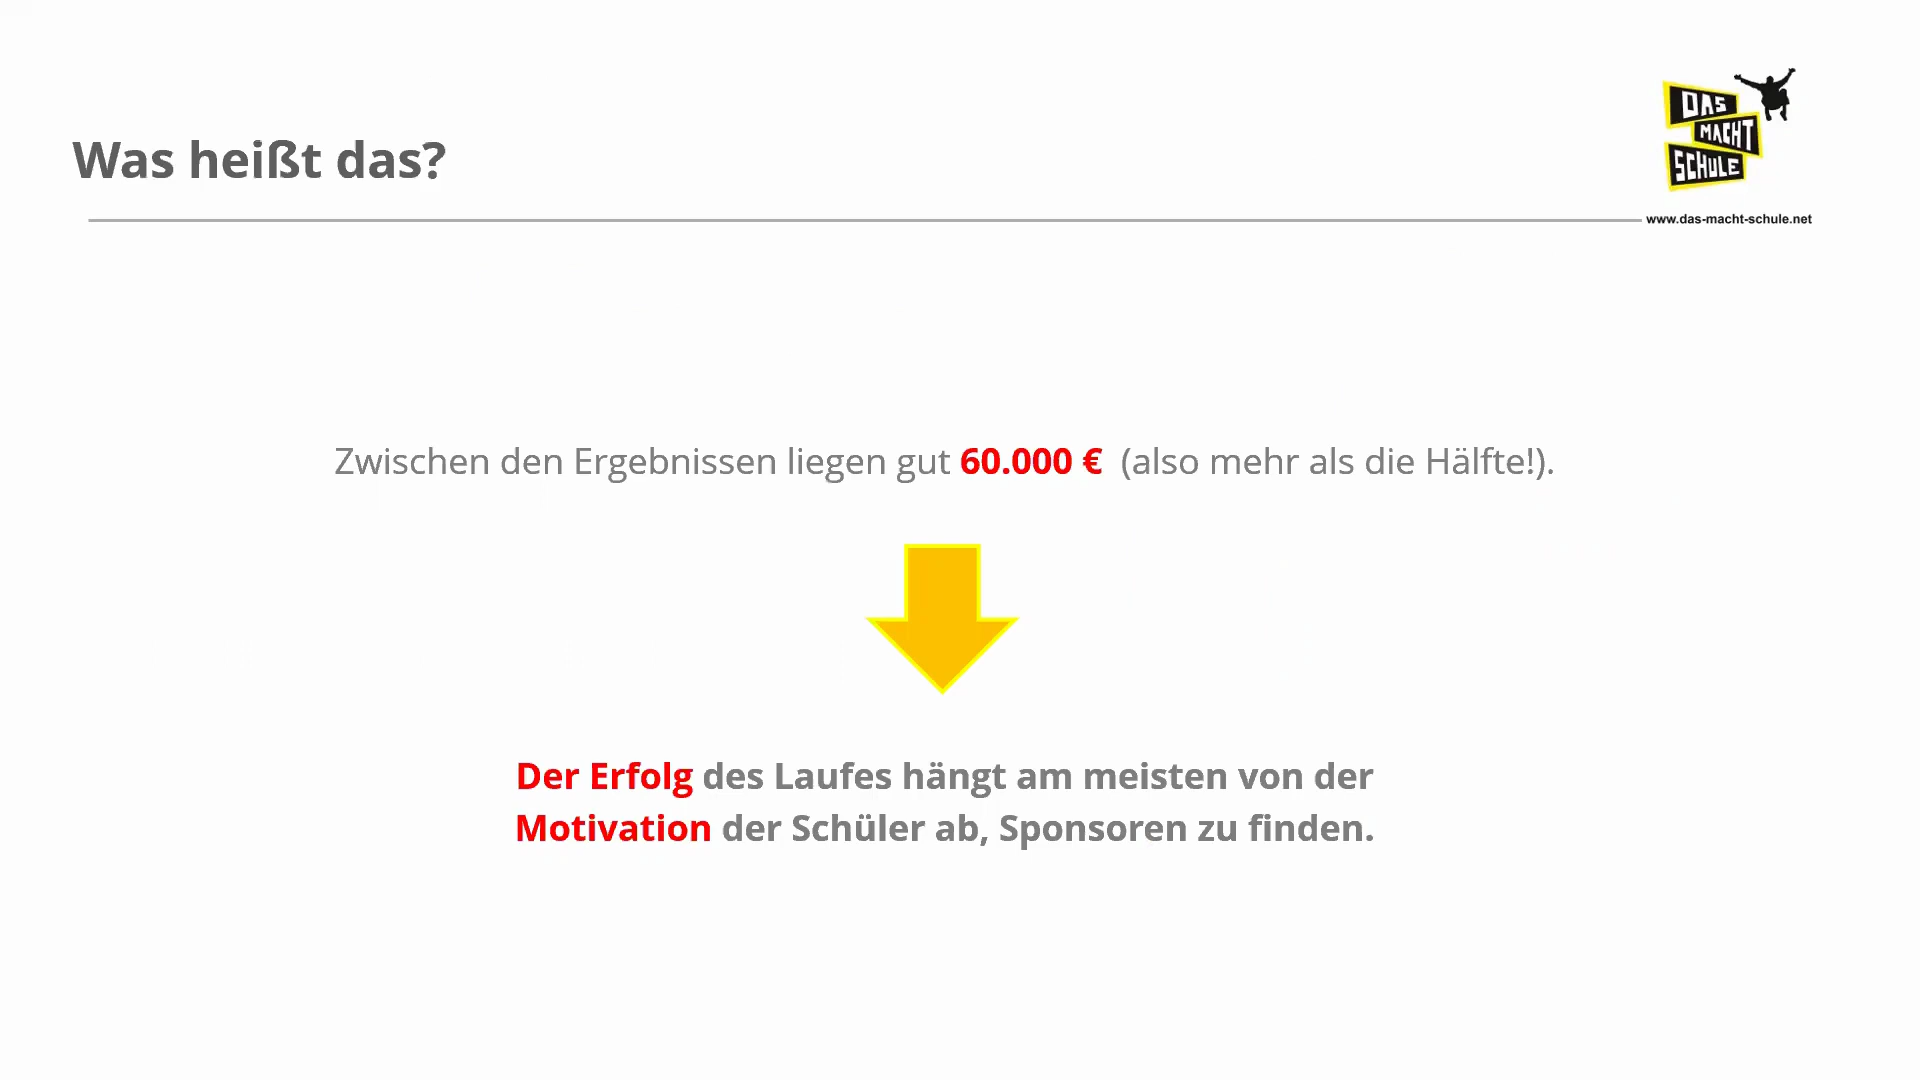 DAS
MACHT
SCHULE
Was heißt das?
www.das-macht-schule.net
Zwischen den Ergebnissen liegen gut 60.000 € (also mehr als die Hälfte!).
Der Erfolg des Laufes hängt am meisten von der
Motivation der Schüler ab, Sponsoren zu finden.